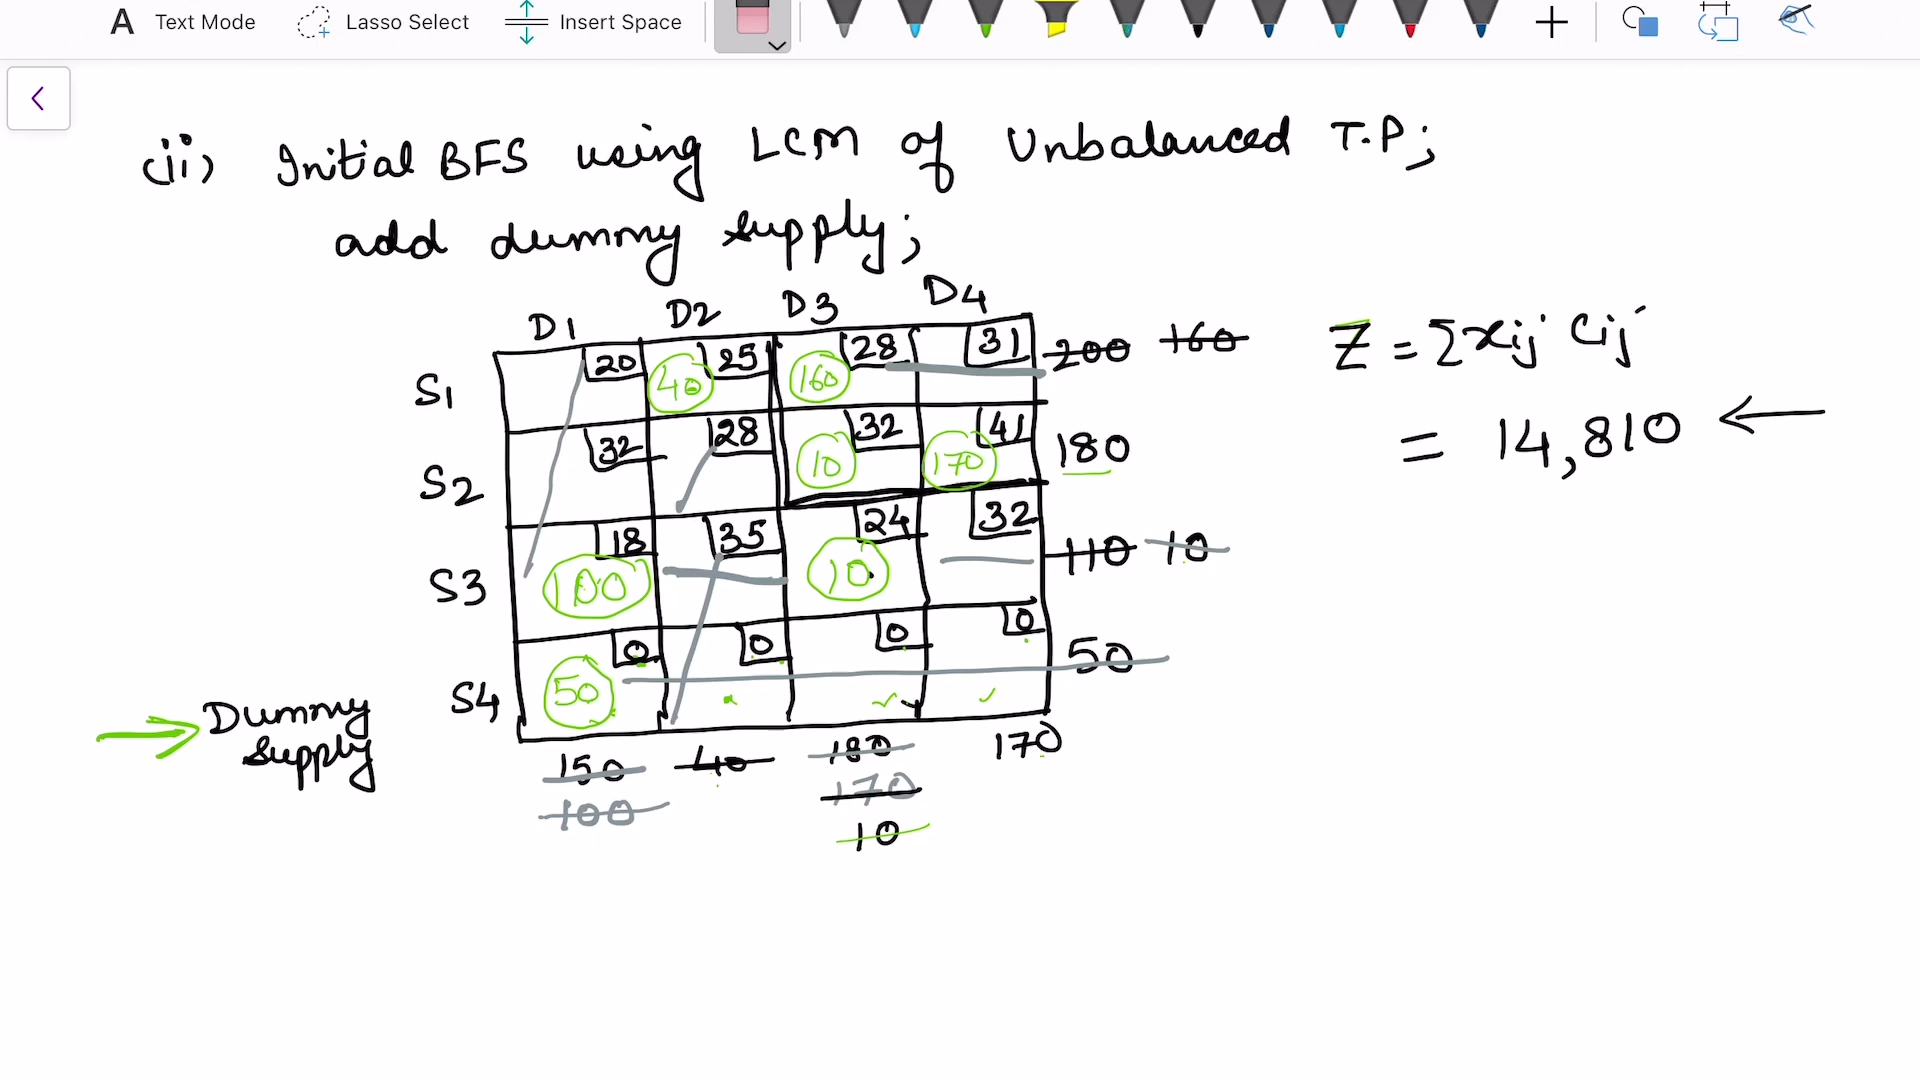 Text Mode Lasso Select Insert Space
(ii) Initial BFS using LCM of Unbalanced T.P;
add dummy supply;
D1 D2 D3 D4
S1 20 40 25 160 28 31 200 160
S2 32 28 10 32 170 41 180
S3 100 18 35 10 24 32 110 10
S4 50 0 0 0 0 50
Dummy
supply
150 40 180 170
100 170
10
Z = Σxij Cij
= 14,810